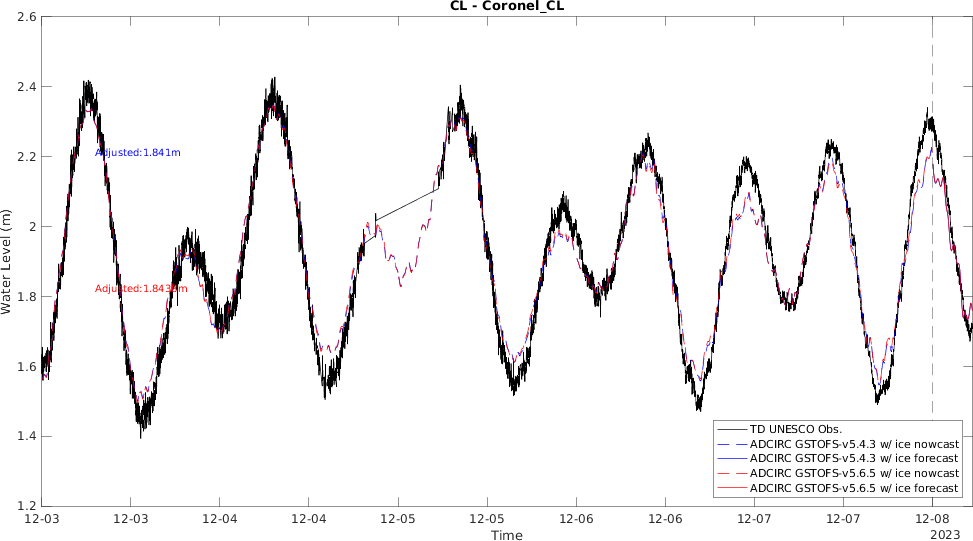 CL - Coronel_CL
2.6
2.4
2.2
2
1.8
1.6
1.4
1.2
Water Level (m)
Adjusted:1.841m
Adjusted:1.843
TD UNESCO Obs.
ADCIRC GSTOFS-v5.4.3 w/ ice nowcast
ADCIRC GSTOFS-v5.4.3 w/ ice forecast
ADCIRC GSTOFS-v5.6.5 w/ ice nowcast
ADCIRC GSTOFS-v5.6.5 w/ ice forecast
12-03 12-03 12-04 12-04 12-05 12-05 12-06 12-06 12-07 12-07 12-08
Time
2023